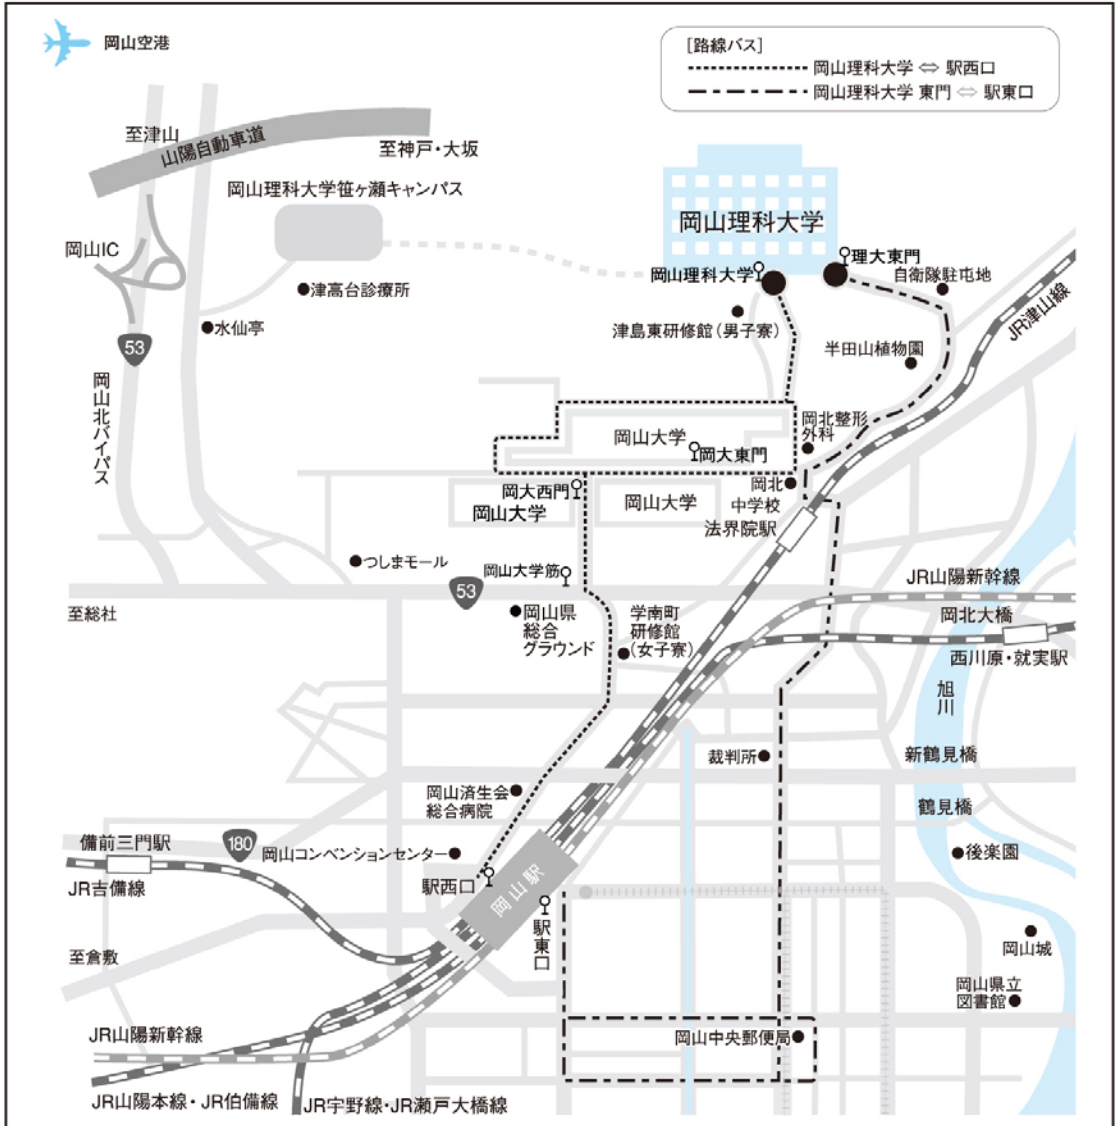 岡山空港
[路線バス]
岡山理科大学 ⇔ 駅西口
岡山理科大学 東門 ⇔ 駅東口
至津山
山陽自動車道
至神戸・大坂
岡山理科大学笹ヶ瀬キャンパス
岡山理科大学
岡山IC
岡山理科大学
理大東門
自衛隊駐屯地
津高台診療所
JR津山線
水仙亭
津島東研修館(男子寮)
53
半田山植物園
岡山北バイパス
岡山大学
岡北整形
外科
岡大東門
岡大西門
岡山大学
岡山大学
岡北
中学校
法界院駅
つしまモール
岡山大学筋
53
JR山陽新幹線
至総社
岡山県
総合
グラウンド
学南町
研修館
(女子寮)
岡北大橋
西川原・就実駅
旭川
裁判所
新鶴見橋
岡山済生会
総合病院
鶴見橋
備前三門駅
180
岡山コンベンションセンター
後楽園
JR吉備線
駅西口
岡山駅
駅東口
岡山城
至倉敷
岡山県立
図書館
JR山陽新幹線
岡山中央郵便局
JR山陽本線・JR伯備線
JR宇野線・JR瀬戸大橋線